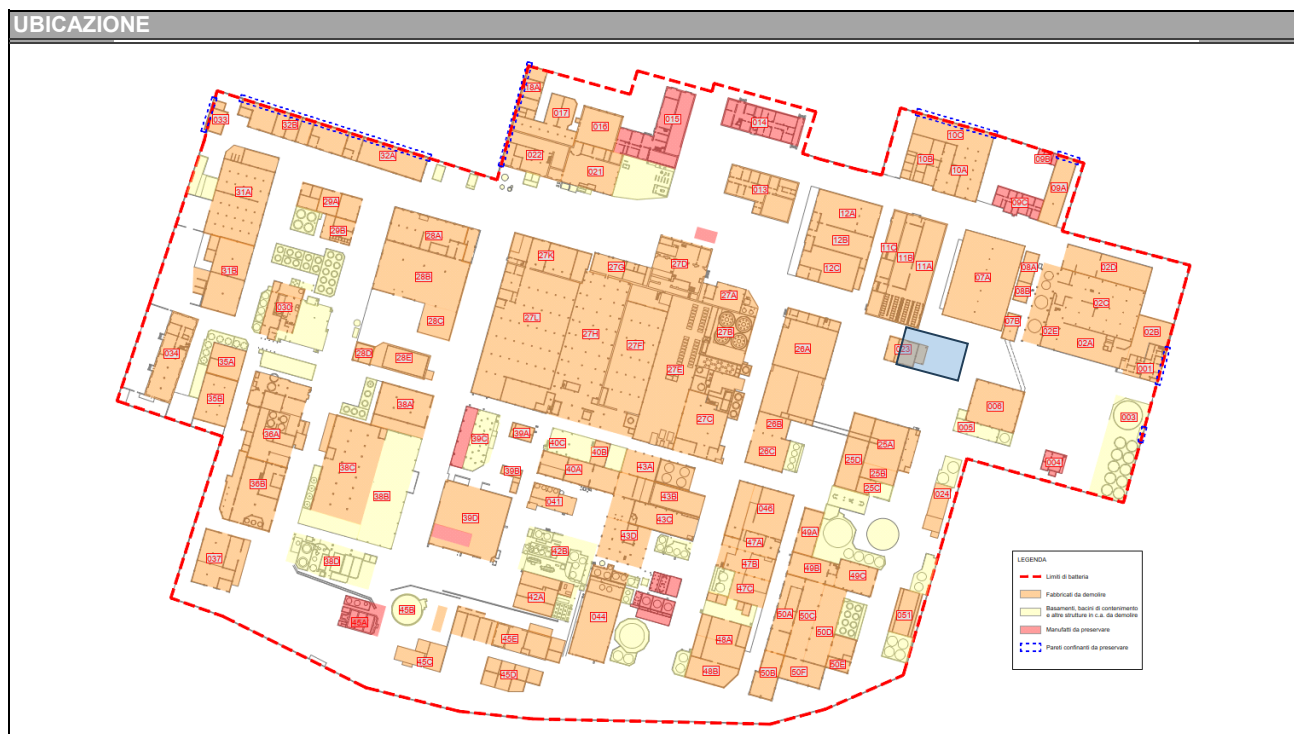 UBICAZIONE
18A
033
32B
017
016
015
014
10C
32A
022
021
10B
10A
09B
09A
31A
013
09C
29A
12A
29B
28A
12B
11C
11B
11A
27K
27G
27D
12C
07A
08A
02D
31B
28B
27A
08B
02C
030
28C
27L
27H
27F
27B
07B
02E
02A
02B
034
35A
28D
28E
27E
26A
023
001
35B
38A
27C
006
005
003
36A
39C
39A
40C
40B
26B
26C
25A
25D
25B
25C
004
38C
38B
39B
40A
43A
36B
041
43B
43C
046
024
39D
43D
47A
49A
037
38D
42B
47B
49B
49C
47C
42A
044
45A
45B
45E
48A
50A
50C
50D
051
45C
45D
48B
50B
50F
50E
LEGENDA
Limiti di batteria
Fabbricati da demolire
Basamenti, bacini di contenimento
e altre strutture in c.a. da demolire
Manufatti da preservare
Pareti confinanti da preservare